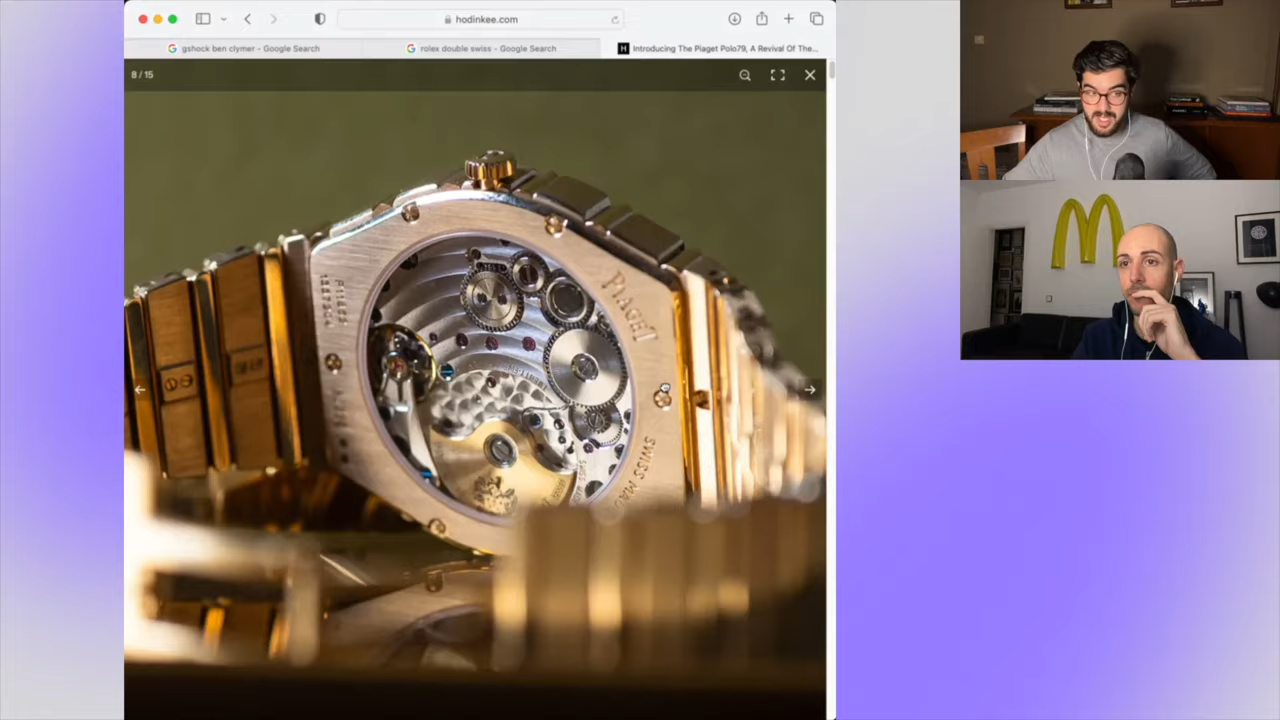 hodinkee.com
gshock ben clymer - Google Search
rolex double swiss - Google Search
H
Introducing The Piaget Polo79, A Revival Of The...
8 / 15
PIAGET
SWISS MAD